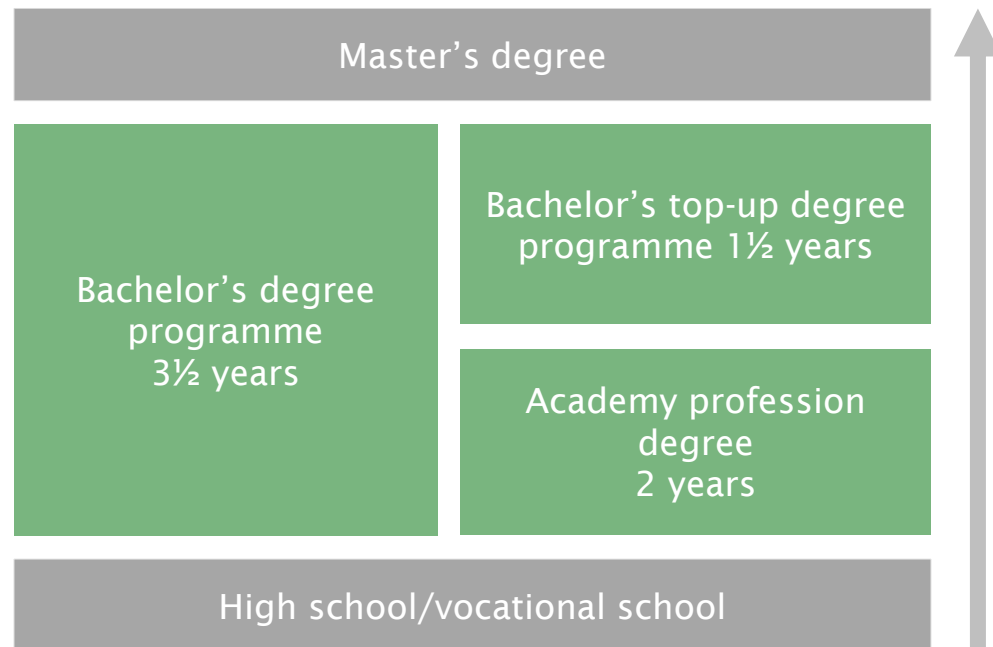 Master’s degree
Bachelor’s degree
programme
3½ years
Bachelor’s top-up degree
programme 1½ years
Academy profession
degree
2 years
High school/vocational school